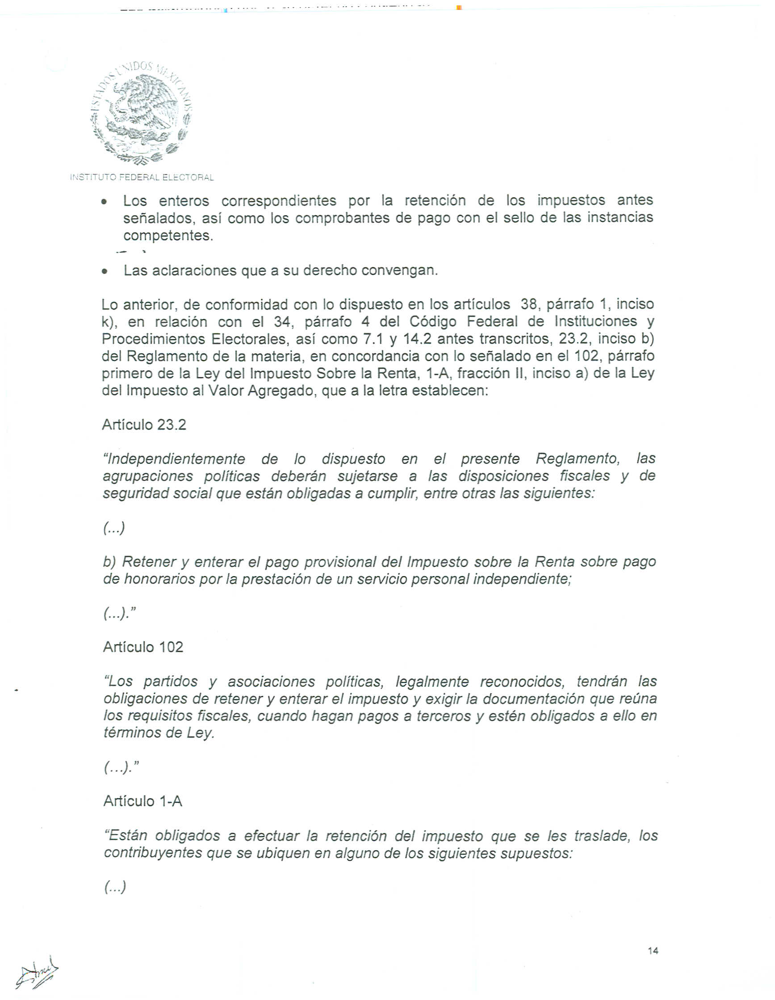 ESTADOS UNIDOS MEXICANOS
INSTITUTO FEDERAL ELECTORAL
• Los enteros correspondientes por la retención de los impuestos antes
señalados, así como los comprobantes de pago con el sello de las instancias
competentes.
• Las aclaraciones que a su derecho convengan.
Lo anterior, de conformidad con lo dispuesto en los artículos 38, párrafo 1, inciso
k), en relación con el 34, párrafo 4 del Código Federal de Instituciones y
Procedimientos Electorales, así como 7.1 y 14.2 antes transcritos, 23.2, inciso b)
del Reglamento de la materia, en concordancia con lo señalado en el 102, párrafo
primero de la Ley del Impuesto Sobre la Renta, 1-A, fracción II, inciso a) de la Ley
del Impuesto al Valor Agregado, que a la letra establecen:
Artículo 23.2
“Independientemente de lo dispuesto en el presente Reglamento, las
agrupaciones políticas deberán sujetarse a las disposiciones fiscales y de
seguridad social que están obligadas a cumplir, entre otras las siguientes:
(...)
b) Retener y enterar el pago provisional del Impuesto sobre la Renta sobre pago
de honorarios por la prestación de un servicio personal independiente;
(...).”
Artículo 102
“Los partidos y asociaciones políticas, legalmente reconocidos, tendrán las
obligaciones de retener y enterar el impuesto y exigir la documentación que reúna
los requisitos fiscales, cuando hagan pagos a terceros y estén obligados a ello en
términos de Ley.
(...).”
Artículo 1-A
“Están obligados a efectuar la retención del impuesto que se les traslade, los
contribuyentes que se ubiquen en alguno de los siguientes supuestos:
(...)
14